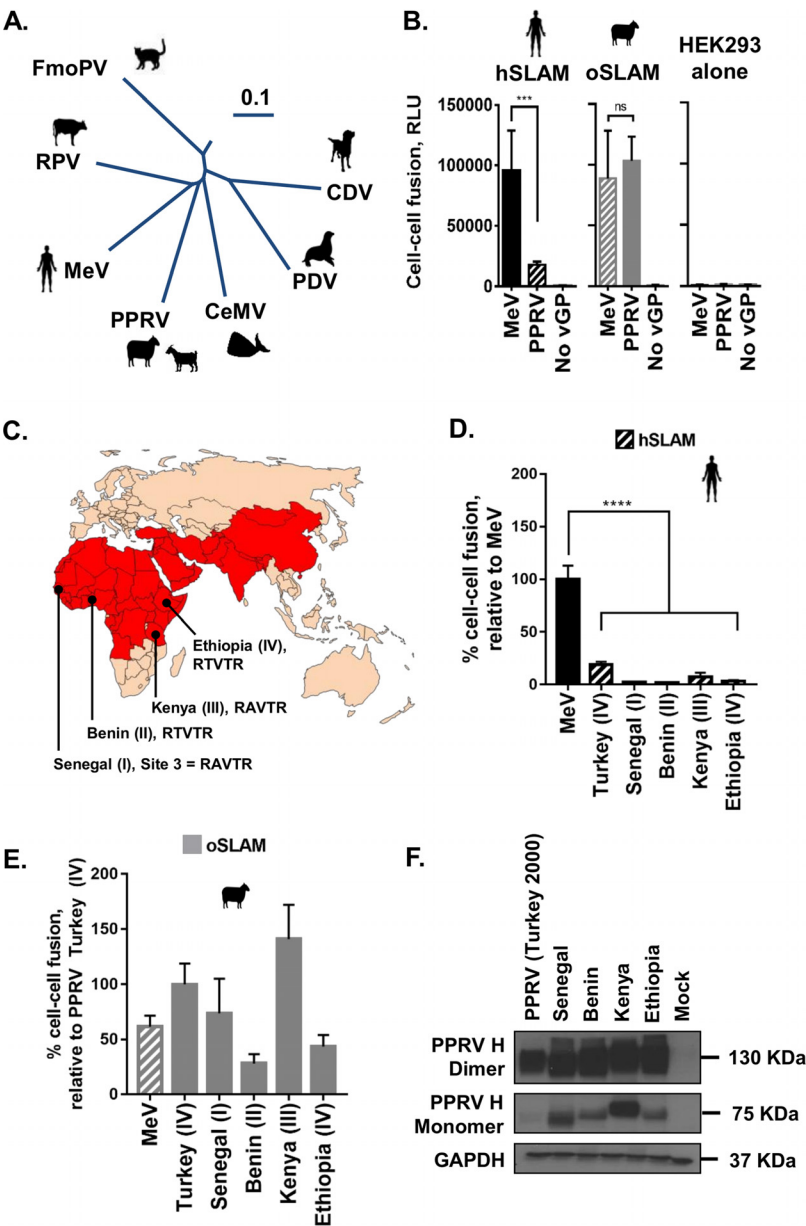 A.
FmoPV
0.1
RPV
CDV
MeV
PDV
PPRV
CeMV
B.
hSLAM
oSLAM
HEK293
alone
Cell-cell fusion, RLU
150000
100000
50000
0
***
ns
MeV
PPRV
No vGP
MeV
PPRV
No vGP
MeV
PPRV
No vGP
C.
Ethiopia (IV),
RTVTR
Kenya (III), RAVTR
Benin (II), RTVTR
Senegal (I), Site 3 = RAVTR
D.
hSLAM
% cell-cell fusion,
relative to MeV
200
150
100
50
0
****
MeV
Turkey (IV)
Senegal (I)
Benin (II)
Kenya (III)
Ethiopia (IV)
E.
oSLAM
% cell-cell fusion,
relative to PPRV Turkey (IV)
200
150
100
50
0
MeV
Turkey (IV)
Senegal (I)
Benin (II)
Kenya (III)
Ethiopia (IV)
F.
PPRV (Turkey 2000)
Senegal
Benin
Kenya
Ethiopia
Mock
PPRV H
Dimer
130 KDa
PPRV H
Monomer
75 KDa
GAPDH
37 KDa